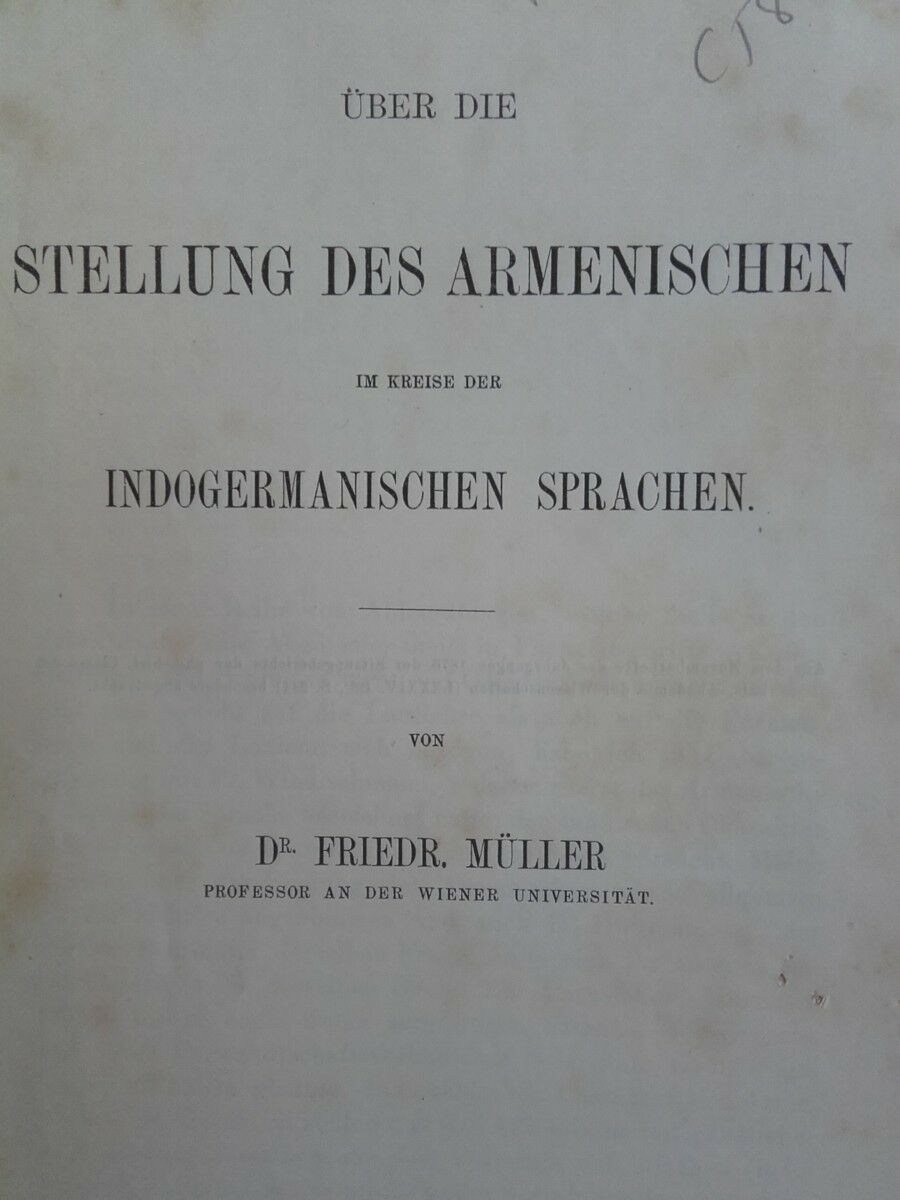 ÜBER DIE
STELLUNG DES ARMENISCHEN
IM KREISE DER
INDOGERMANISCHEN SPRACHEN.
VON
DR. FRIEDR. MÜLLER
PROFESSOR AN DER WIENER UNIVERSITÄT.